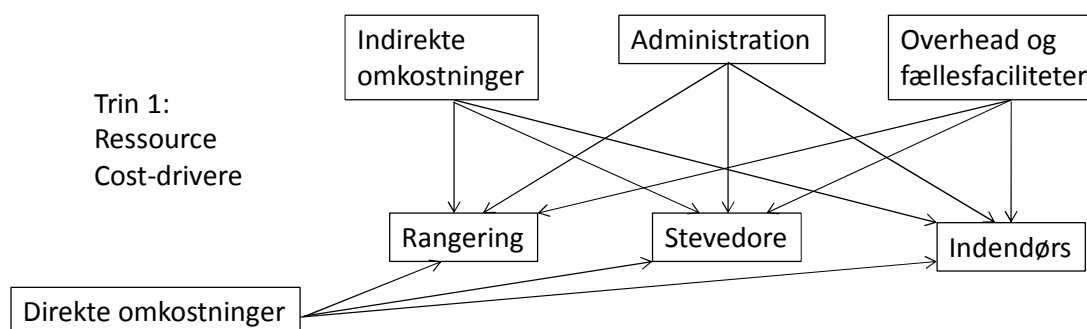 Indirekte
omkostninger
Administration
Overhead og
fællesfaciliteter
Trin 1:
Ressource
Cost-drivere
Rangering
Stevedore
Indendørs
Direkte omkostninger